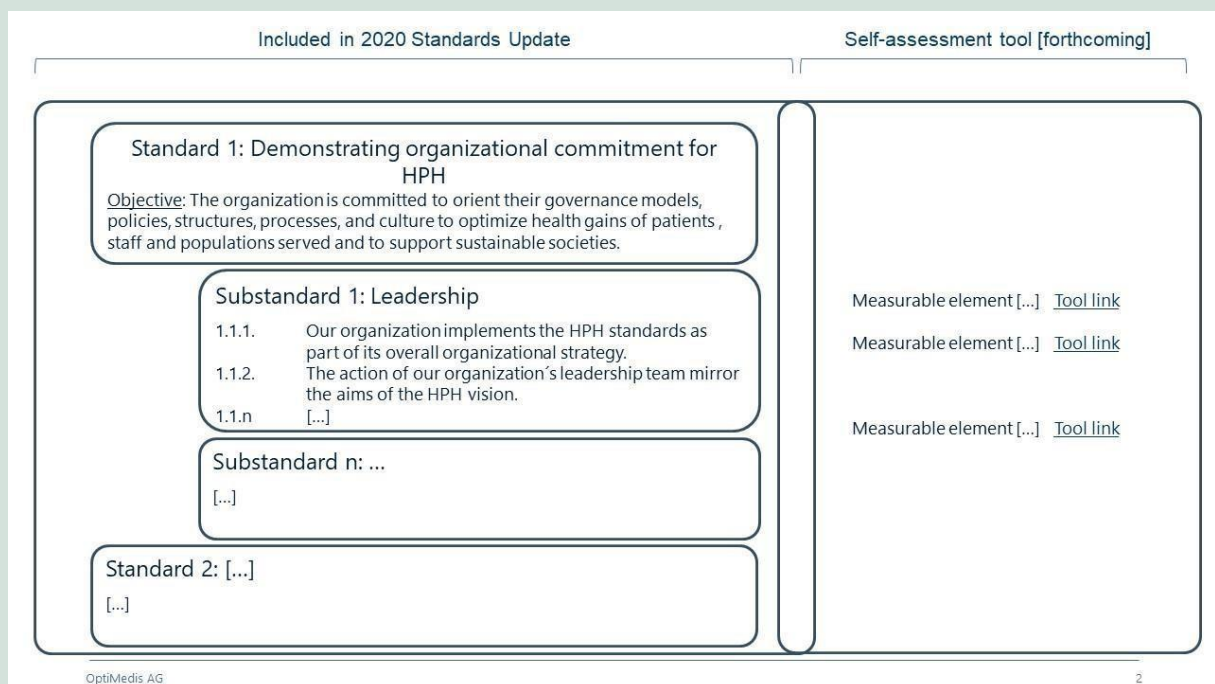 Included in 2020 Standards Update
Self-assessment tool [forthcoming]
Standard 1: Demonstrating organizational commitment for
HPH
Objective: The organization is committed to orient their governance models,
policies, structures, processes, and culture to optimize health gains of patients ,
staff and populations served and to support sustainable societies.
Substandard 1: Leadership
1.1.1. Our organization implements the HPH standards as
part of its overall organizational strategy.
1.1.2. The action of our organization´s leadership team mirror
the aims of the HPH vision.
1.1.n [...]
Substandard n: ...
[...]
Standard 2: [...]
[...]
Measurable element [...] Tool link
Measurable element [...] Tool link
Measurable element [...] Tool link
OptiMedis AG
2